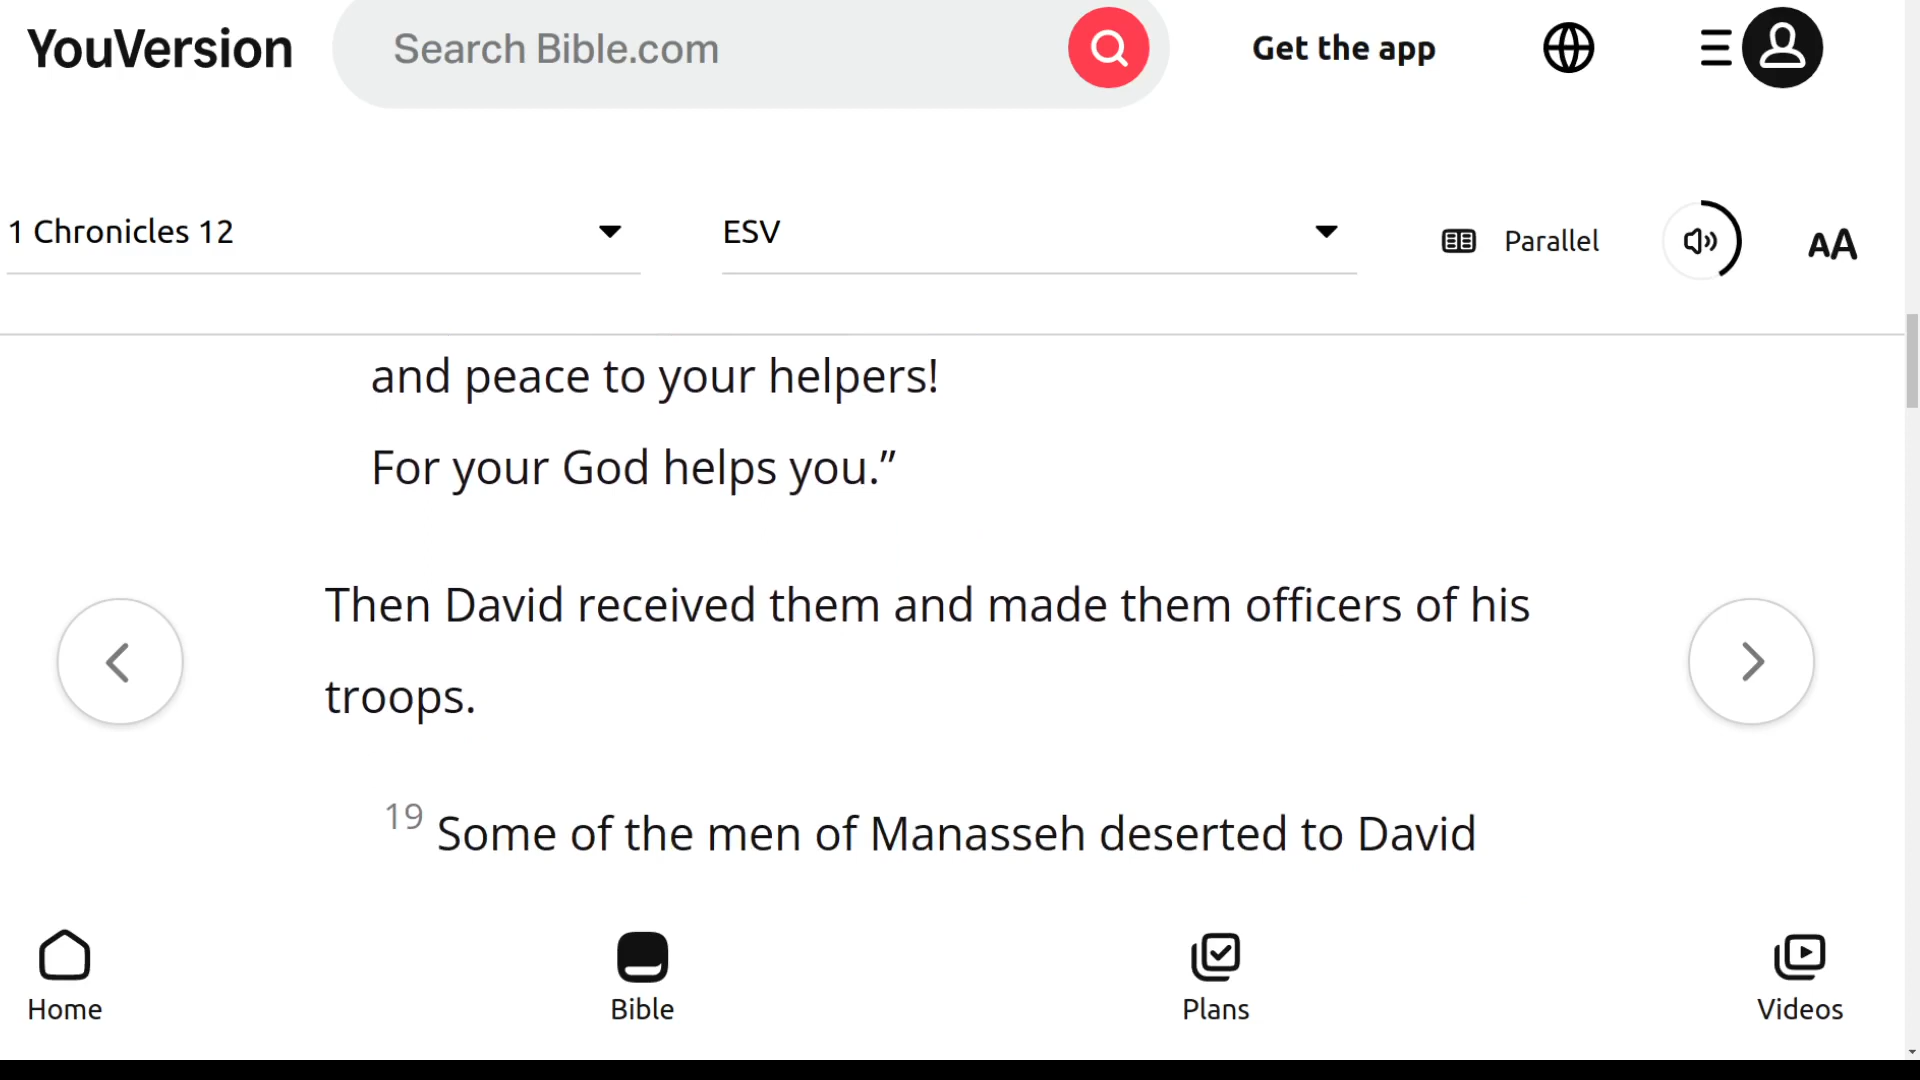 YouVersion
Search Bible.com
Get the app
1 Chronicles 12
ESV
Parallel
AA
and peace to your helpers!
For your God helps you.”
Then David received them and made them officers of his
troops.
19 Some of the men of Manasseh deserted to David
Home
Bible
Plans
Videos